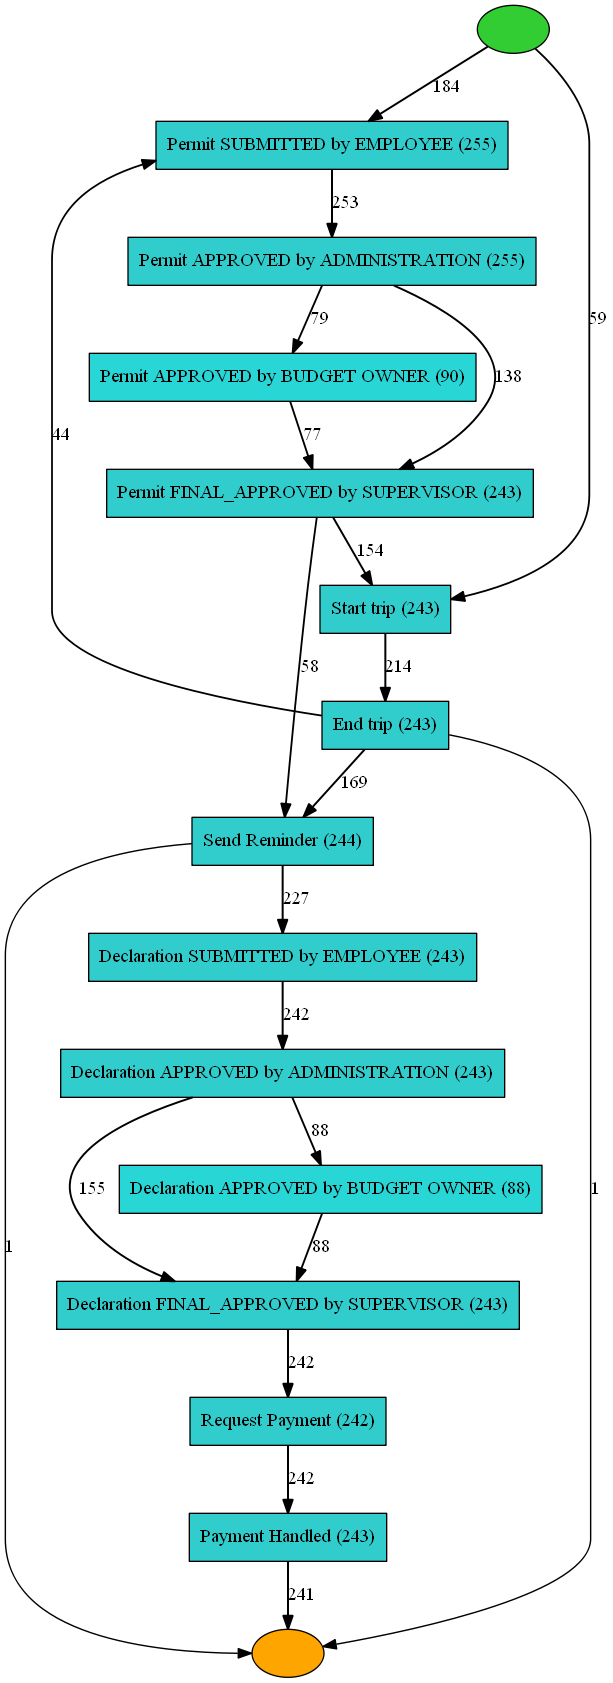 184
Permit SUBMITTED by EMPLOYEE (255)
253
Permit APPROVED by ADMINISTRATION (255)
79
59
Permit APPROVED by BUDGET OWNER (90)
138
44
77
Permit FINAL_APPROVED by SUPERVISOR (243)
154
Start trip (243)
58
214
End trip (243)
169
Send Reminder (244)
227
Declaration SUBMITTED by EMPLOYEE (243)
242
Declaration APPROVED by ADMINISTRATION (243)
88
155
Declaration APPROVED by BUDGET OWNER (88)
1
1
88
Declaration FINAL_APPROVED by SUPERVISOR (243)
242
Request Payment (242)
242
Payment Handled (243)
241